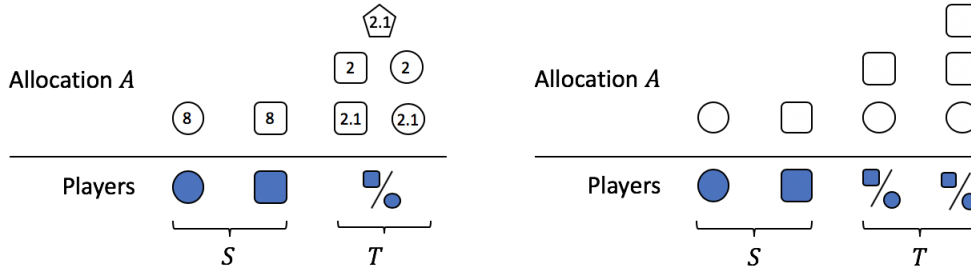 2.1
Allocation A 2 2 Allocation A
8 8 2.1 2.1
Players Players
S T S T